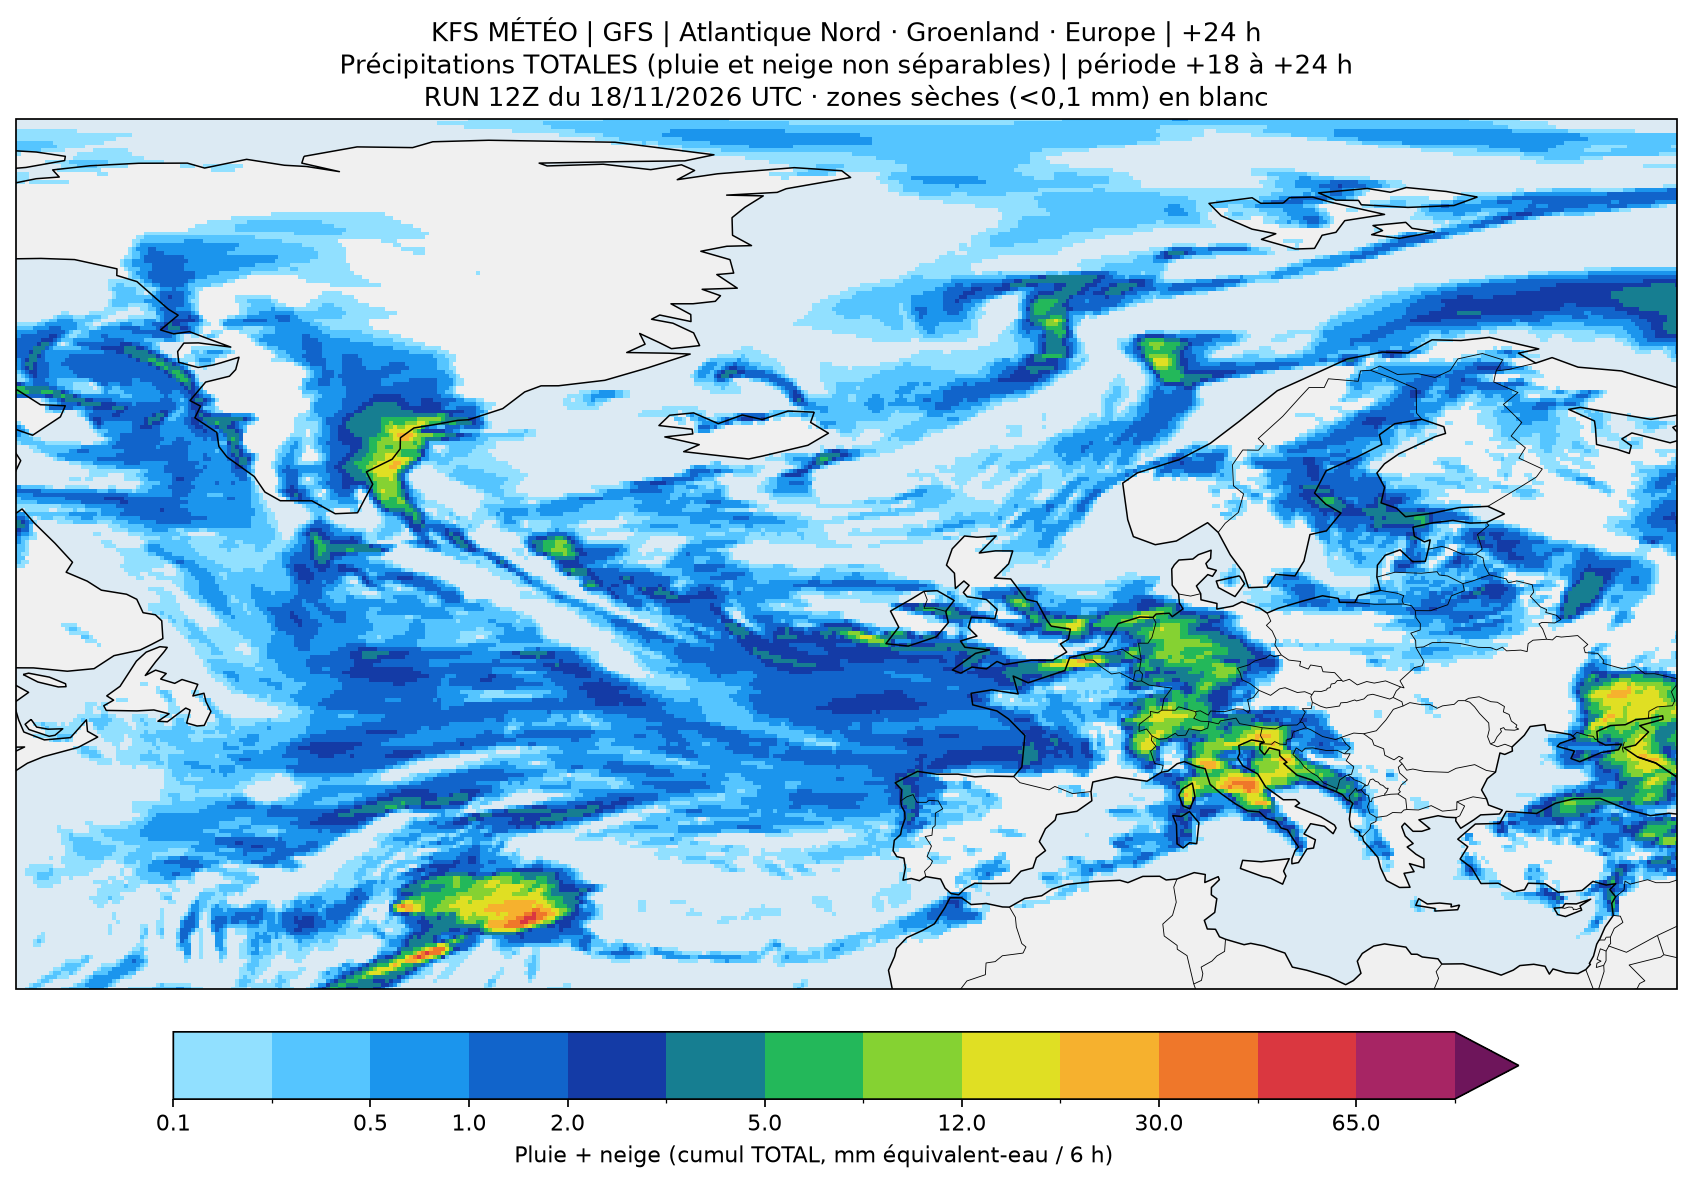 KFS MÉTÉO | GFS | Atlantique Nord · Groenland · Europe | +24 h
Précipitations TOTALES (pluie et neige non séparables) | période +18 à +24 h
RUN 12Z du 18/11/2026 UTC · zones sèches (<0,1 mm) en blanc
0.1 0.5 1.0 2.0 5.0 12.0 30.0 65.0
Pluie + neige (cumul TOTAL, mm équivalent-eau / 6 h)